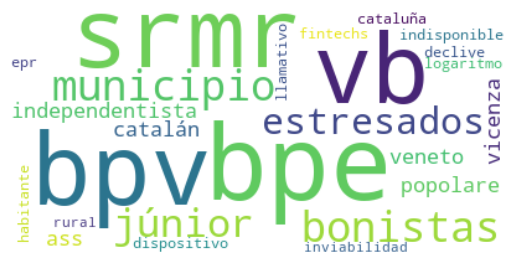 srmr
vb
cataluña
fintechs
indisponible
llamativo
declive
epr
logaritmo
municipio
independentista
estresados
vicenza
catalán
bpv
bpe
veneto
popolare
habitante
júnior
bonistas
rural
ass
dispositivo
inviabilidad